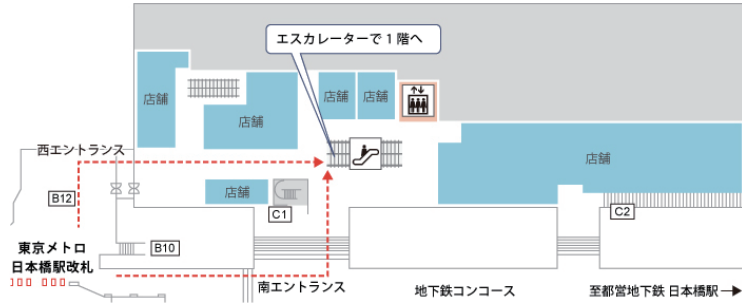 エスカレーターで1階へ
店舗
店舗
店舗
店舗
店舗
西エントランス
店舗
B12
C1
C2
東京メトロ
日本橋駅改札
B10
南エントランス
地下鉄コンコース
至都営地下鉄 日本橋駅